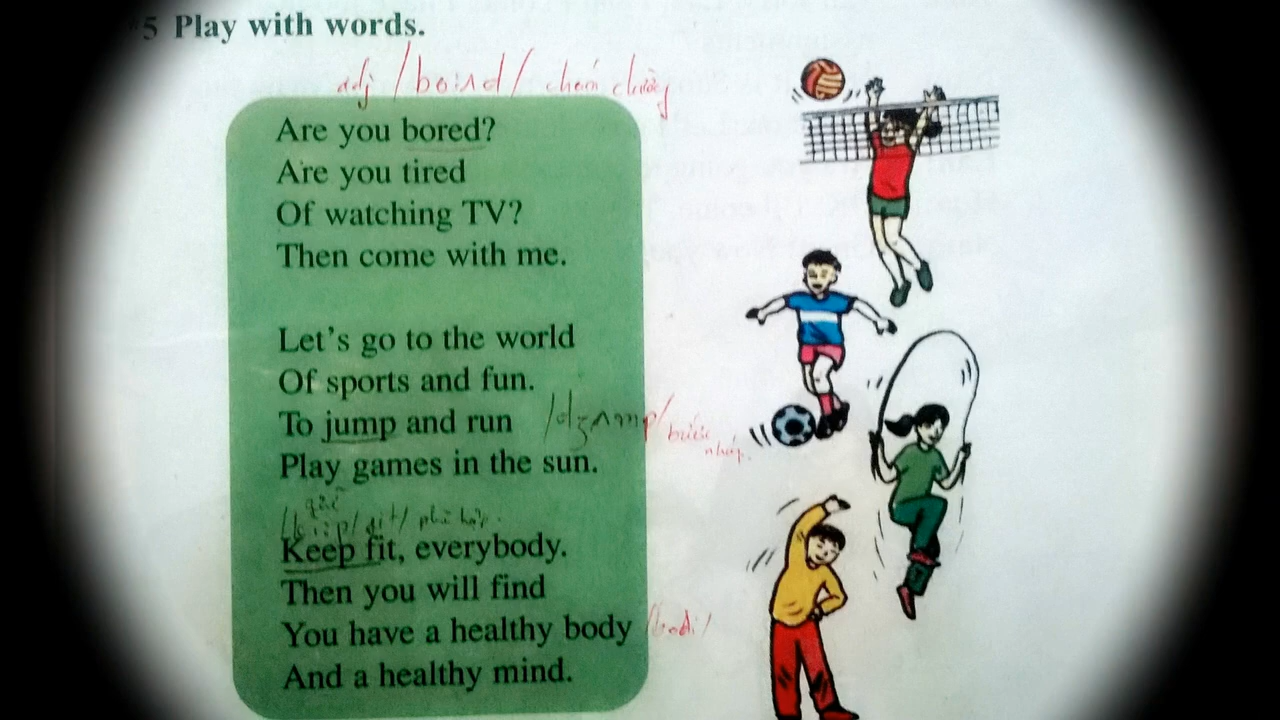 5 Play with words.
adj /bɔ:d/ chán chường
Are you bored?
Are you tired
Of watching TV?
Then come with me.
Let's go to the world
Of sports and fun.
To jump and run /dʒʌmp/
Play games in the sun.
Keep fit, everybody.
Then you will find
You have a healthy body
And a healthy mind.